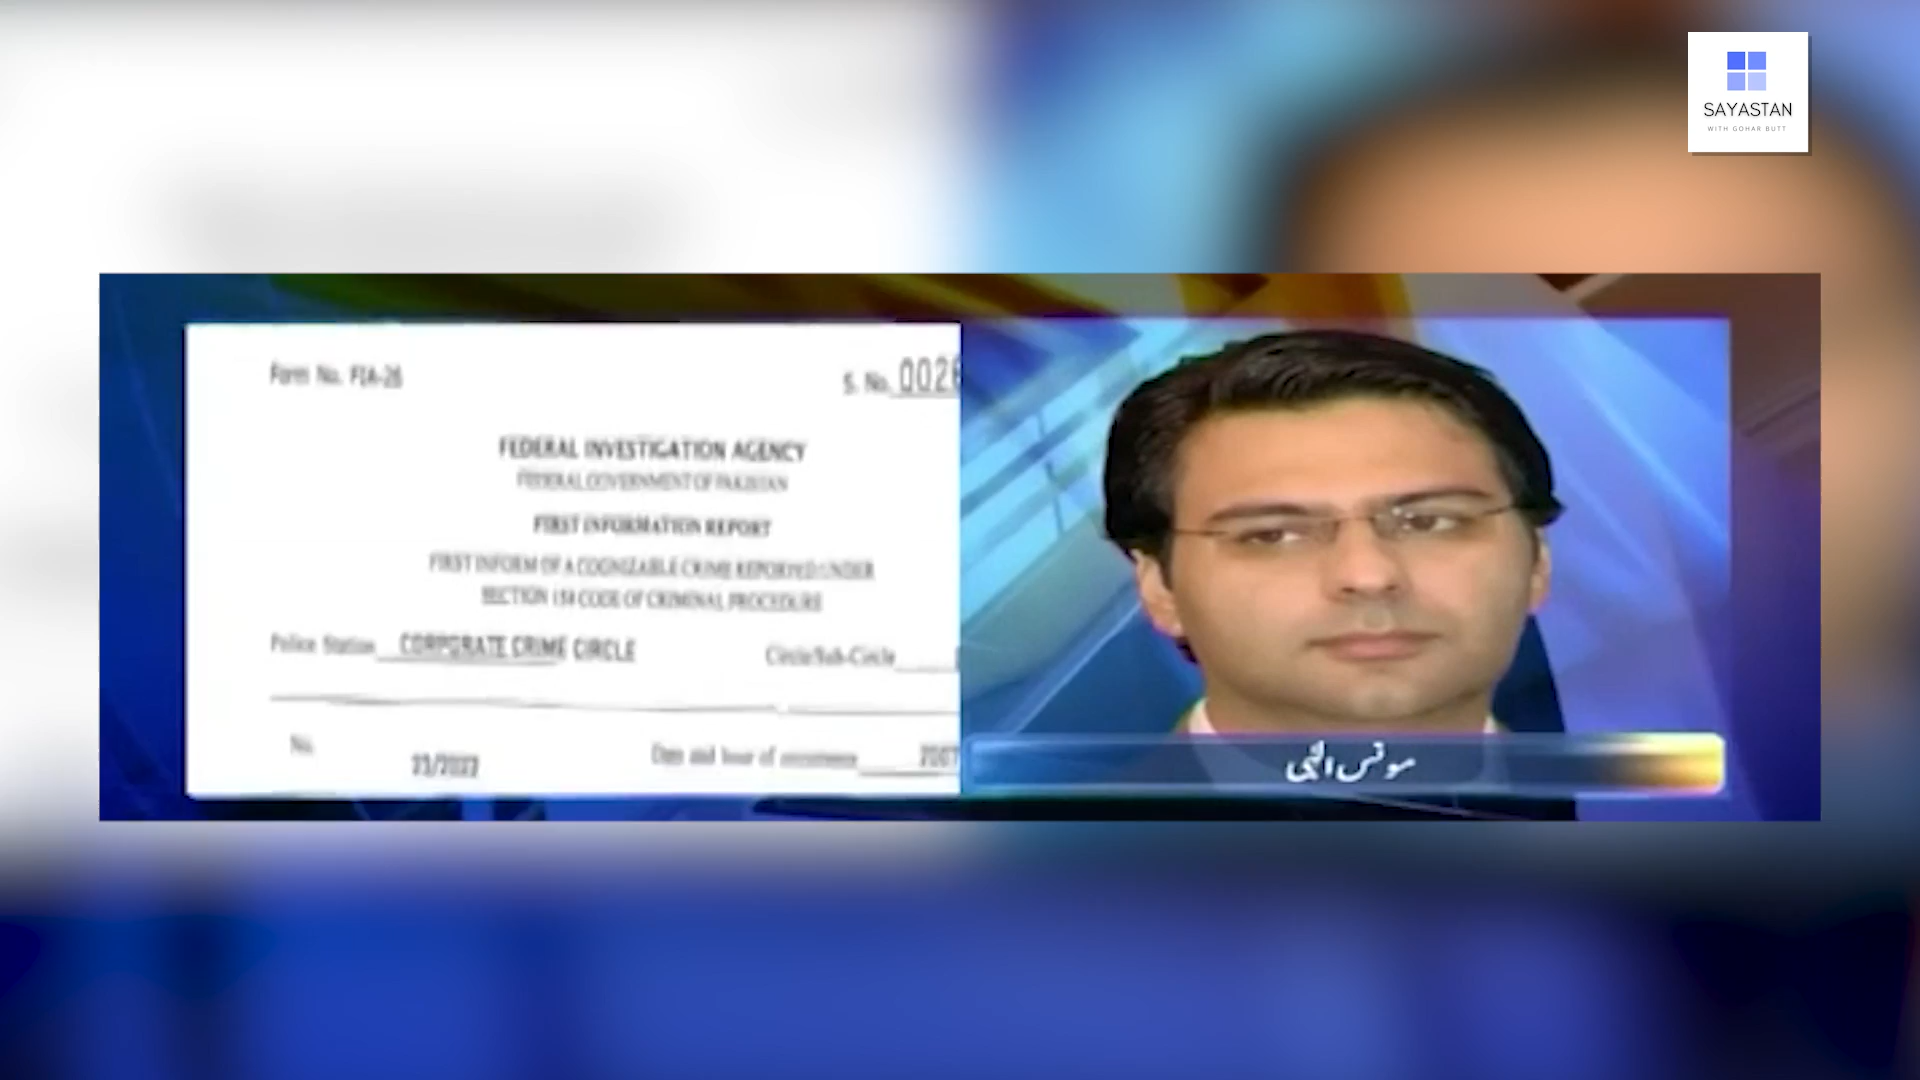 SAYASTAN
WITH GOHAR BUTT
Form No. FIA-26
S. No. 0026
FEDERAL INVESTIGATION AGENCY
FEDERAL GOVERNMENT OF PAKISTAN
FIRST INFORMATION REPORT
FIRST INFORM OF A COGNIZABLE CRIME REPORTED UNDER
SECTION 154 CODE OF CRIMINAL PROCEDURE
Police Station CORPORATE CRIME CIRCLE
Circle/Sub-Circle
No.
Date and hour of occurrence 2007
مونس الٰہی